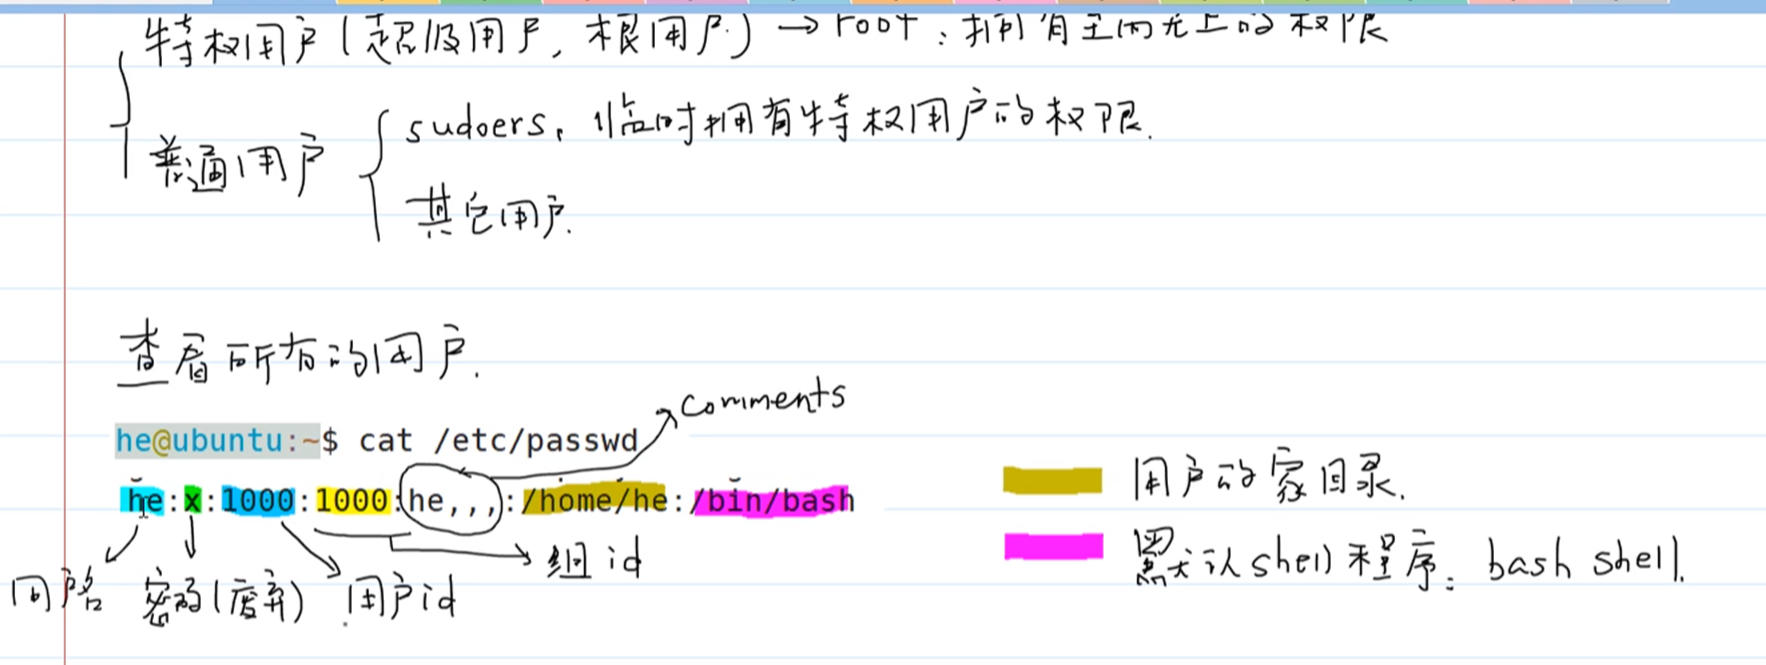 特权用户(超级用户,根用户) → root:拥有至高无上的权限
普通用户
sudoers,临时拥有特权用户的权限.
其它用户.
查看所有的用户.
comments
he@ubuntu:~$ cat /etc/passwd
he:x:1000:1000:he,,,:/home/he:/bin/bash
用户的家目录.
组id
默认shell程序: bash shell.
用户名 密码(废弃) 用户id